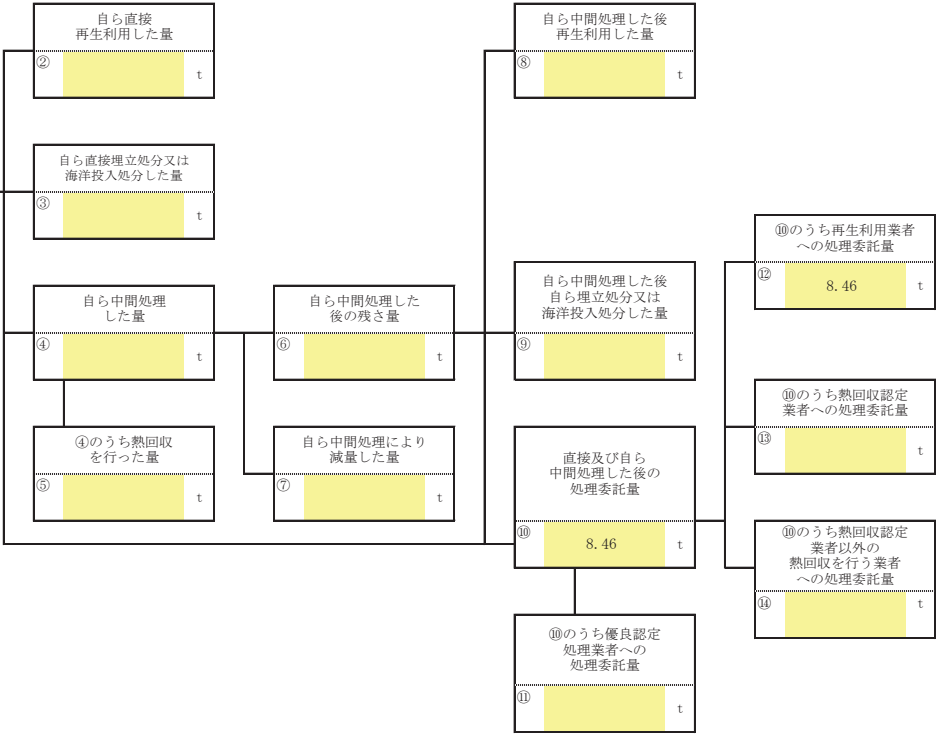 自ら直接
再生利用した量
②
t
自ら直接埋立処分又は
海洋投入処分した量
③
t
自ら中間処理
した量
④
t
④のうち熱回収
を行った量
⑤
t
自ら中間処理した
後の残さ量
⑥
t
自ら中間処理により
減量した量
⑦
t
自ら中間処理した後
再生利用した量
⑧
t
自ら中間処理した後
自ら埋立処分又は
海洋投入処分した量
⑨
t
直接及び自ら
中間処理した後の
処理委託量
⑩ 8.46 t
⑩のうち優良認定
処理業者への
処理委託量
⑪
t
⑩のうち再生利用業者
への処理委託量
⑫ 8.46 t
⑩のうち熱回収認定
業者への処理委託量
⑬
t
⑩のうち熱回収認定
業者以外の
熱回収を行う業者
への処理委託量
⑭
t